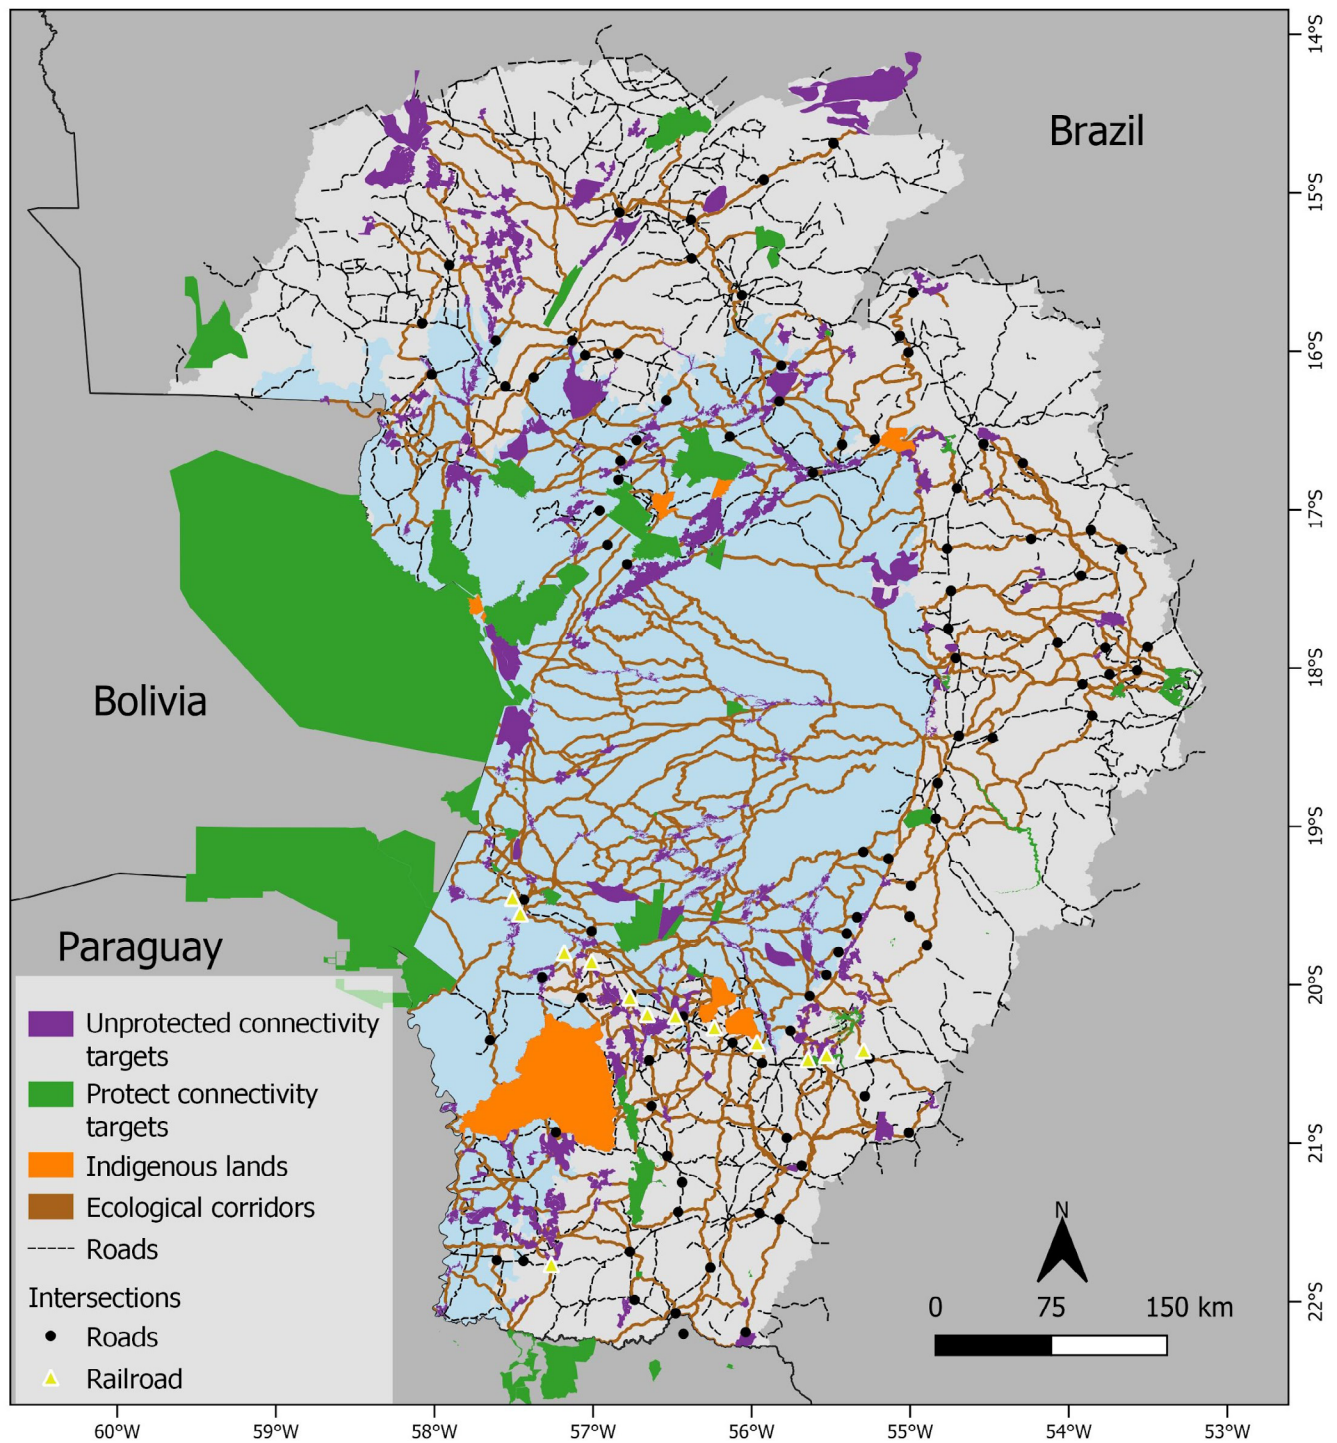 Brazil
Bolivia
Paraguay
Unprotected connectivity
targets
Protect connectivity
targets
Indigenous lands
Ecological corridors
Roads
Intersections
Roads
Railroad
N
0 75 150 km
14°S
15°S
16°S
17°S
18°S
19°S
20°S
21°S
22°S
60°W 59°W 58°W 57°W 56°W 55°W 54°W 53°W